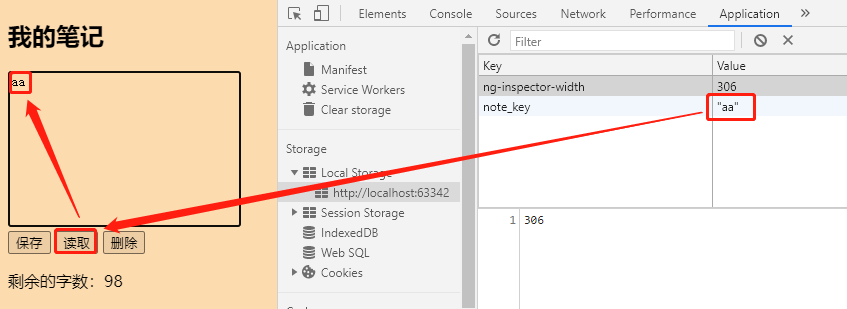 我的笔记
aa
保存 读取 删除
剩余的字数：98
Elements Console Sources Network Performance Application »
Application
Manifest
Service Workers
Clear storage
Storage
Local Storage
http://localhost:63342
Session Storage
IndexedDB
Web SQL
Cookies
Filter
Key Value
ng-inspector-width 306
note_key "aa"
1 306